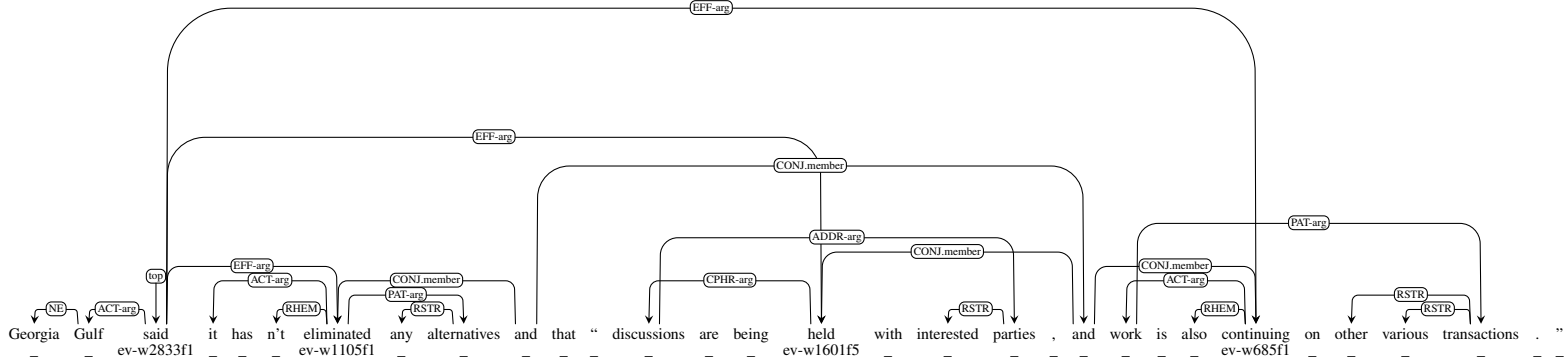 EFF-arg
EFF-arg
CONJ.member
PAT-arg
ADDR-arg
CONJ.member
top EFF-arg CONJ.member
ACT-arg CONJ.member CPHR-arg ACT-arg
PAT-arg RSTR
NE ACT-arg RHEM RSTR RSTR RHEM RSTR
Georgia Gulf said it has n't eliminated any alternatives and that “ discussions are being held with interested parties , and work is also continuing on other various transactions . ”
_ _ ev-w2833f1 _ _ _ ev-w1105f1 _ _ _ _ _ _ _ _ ev-w1601f5 _ _ _ _ _ _ _ _ ev-w685f1 _ _ _ _ _ _